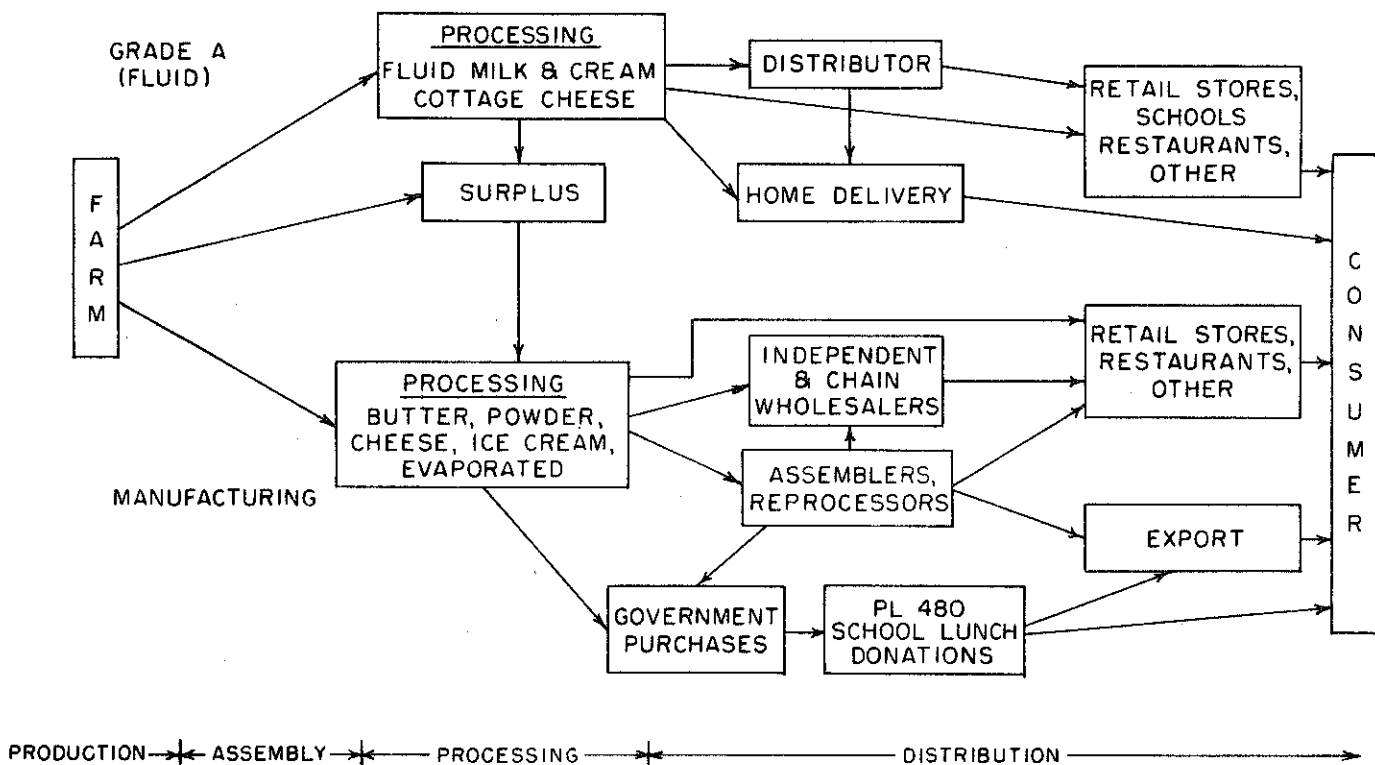 GRADE A
(FLUID)
PROCESSING
FLUID MILK & CREAM
COTTAGE CHEESE
DISTRIBUTOR
RETAIL STORES,
SCHOOLS
RESTAURANTS,
OTHER
SURPLUS
HOME DELIVERY
FARM
CONSUMER
PROCESSING
BUTTER, POWDER,
CHEESE, ICE CREAM,
EVAPORATED
INDEPENDENT
& CHAIN
WHOLESALERS
RETAIL STORES,
RESTAURANTS,
OTHER
MANUFACTURING
ASSEMBLERS,
REPROCESSORS
EXPORT
GOVERNMENT
PURCHASES
PL 480
SCHOOL LUNCH
DONATIONS
PRODUCTION ASSEMBLY PROCESSING DISTRIBUTION